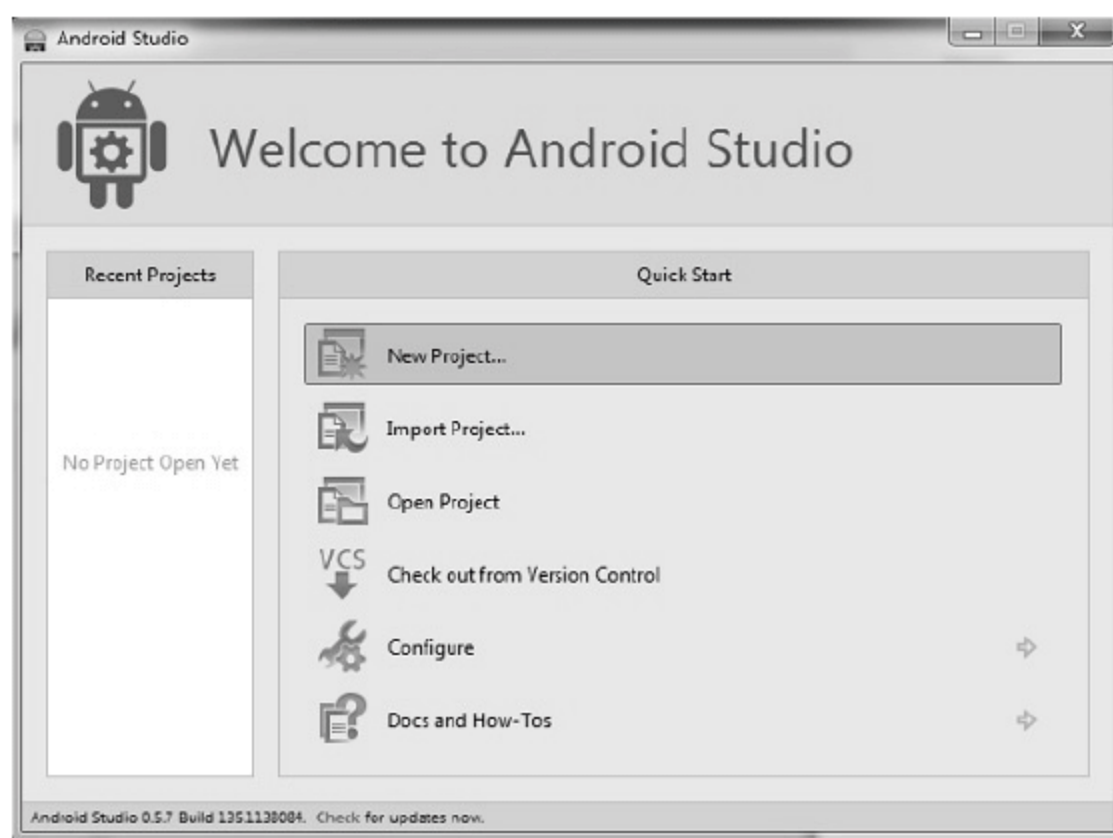 Android Studio
Welcome to Android Studio
Recent Projects
No Project Open Yet
Quick Start
New Project...
Import Project...
Open Project
VCS
Check out from Version Control
Configure
Docs and How-Tos
Android Studio 0.5.7 Build 135.1138084. Check for updates now.